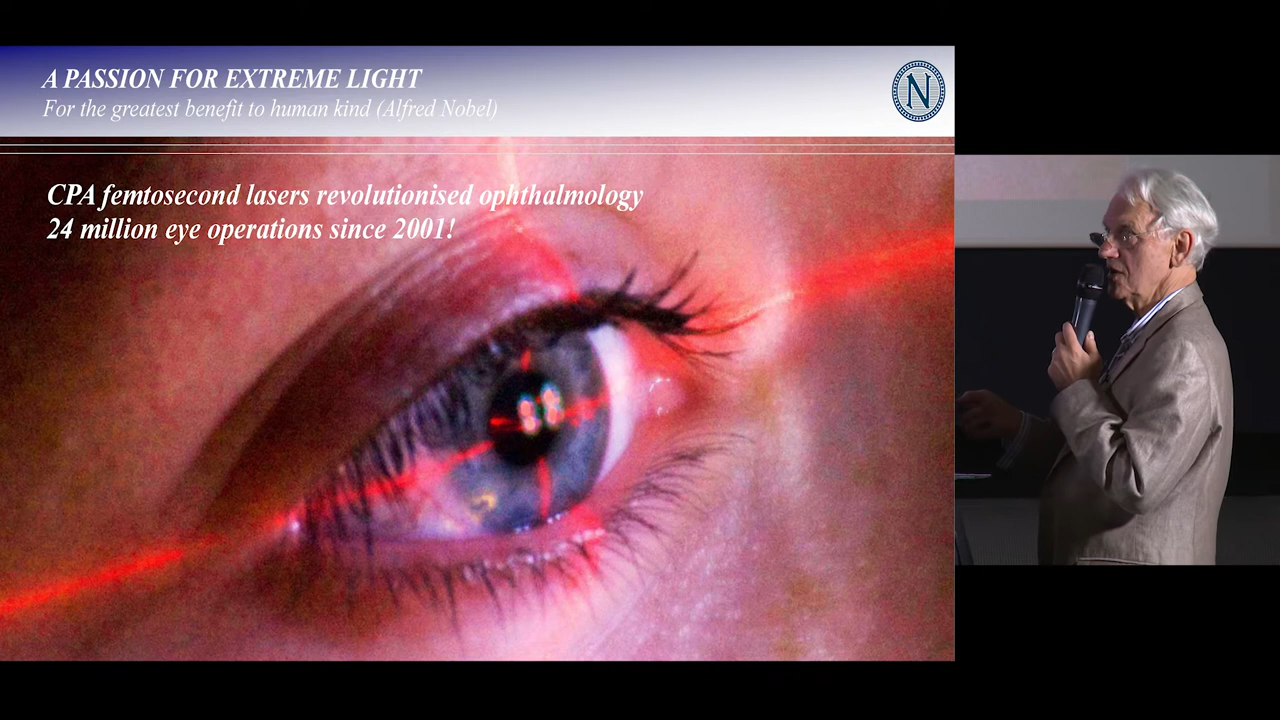 A PASSION FOR EXTREME LIGHT
For the greatest benefit to human kind (Alfred Nobel)
N
CPA femtosecond lasers revolutionised ophthalmology
24 million eye operations since 2001!